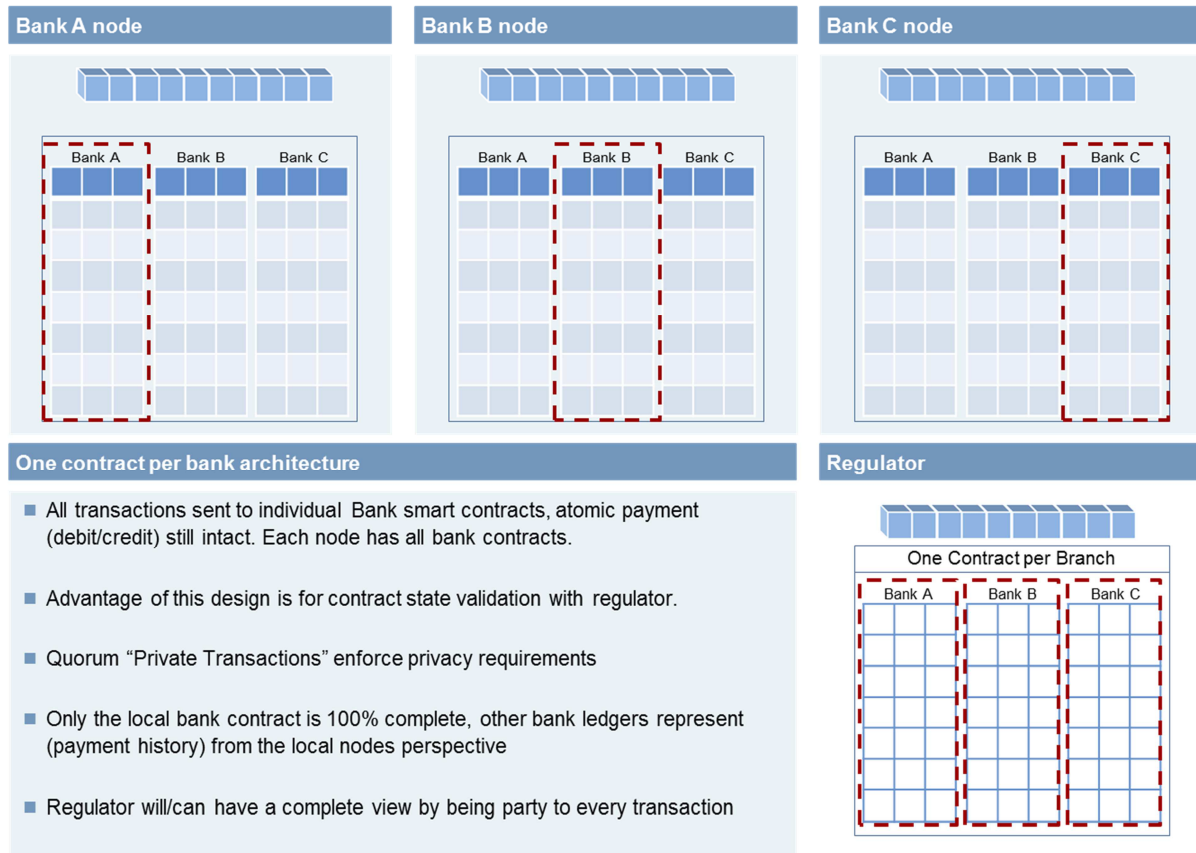 Bank A node
Bank B node
Bank C node
Bank A
Bank B
Bank C
Bank A
Bank B
Bank C
Bank A
Bank B
Bank C
One contract per bank architecture
All transactions sent to individual Bank smart contracts, atomic payment
(debit/credit) still intact. Each node has all bank contracts.
Advantage of this design is for contract state validation with regulator.
Quorum “Private Transactions” enforce privacy requirements
Only the local bank contract is 100% complete, other bank ledgers represent
(payment history) from the local nodes perspective
Regulator will/can have a complete view by being party to every transaction
Regulator
One Contract per Branch
Bank A
Bank B
Bank C